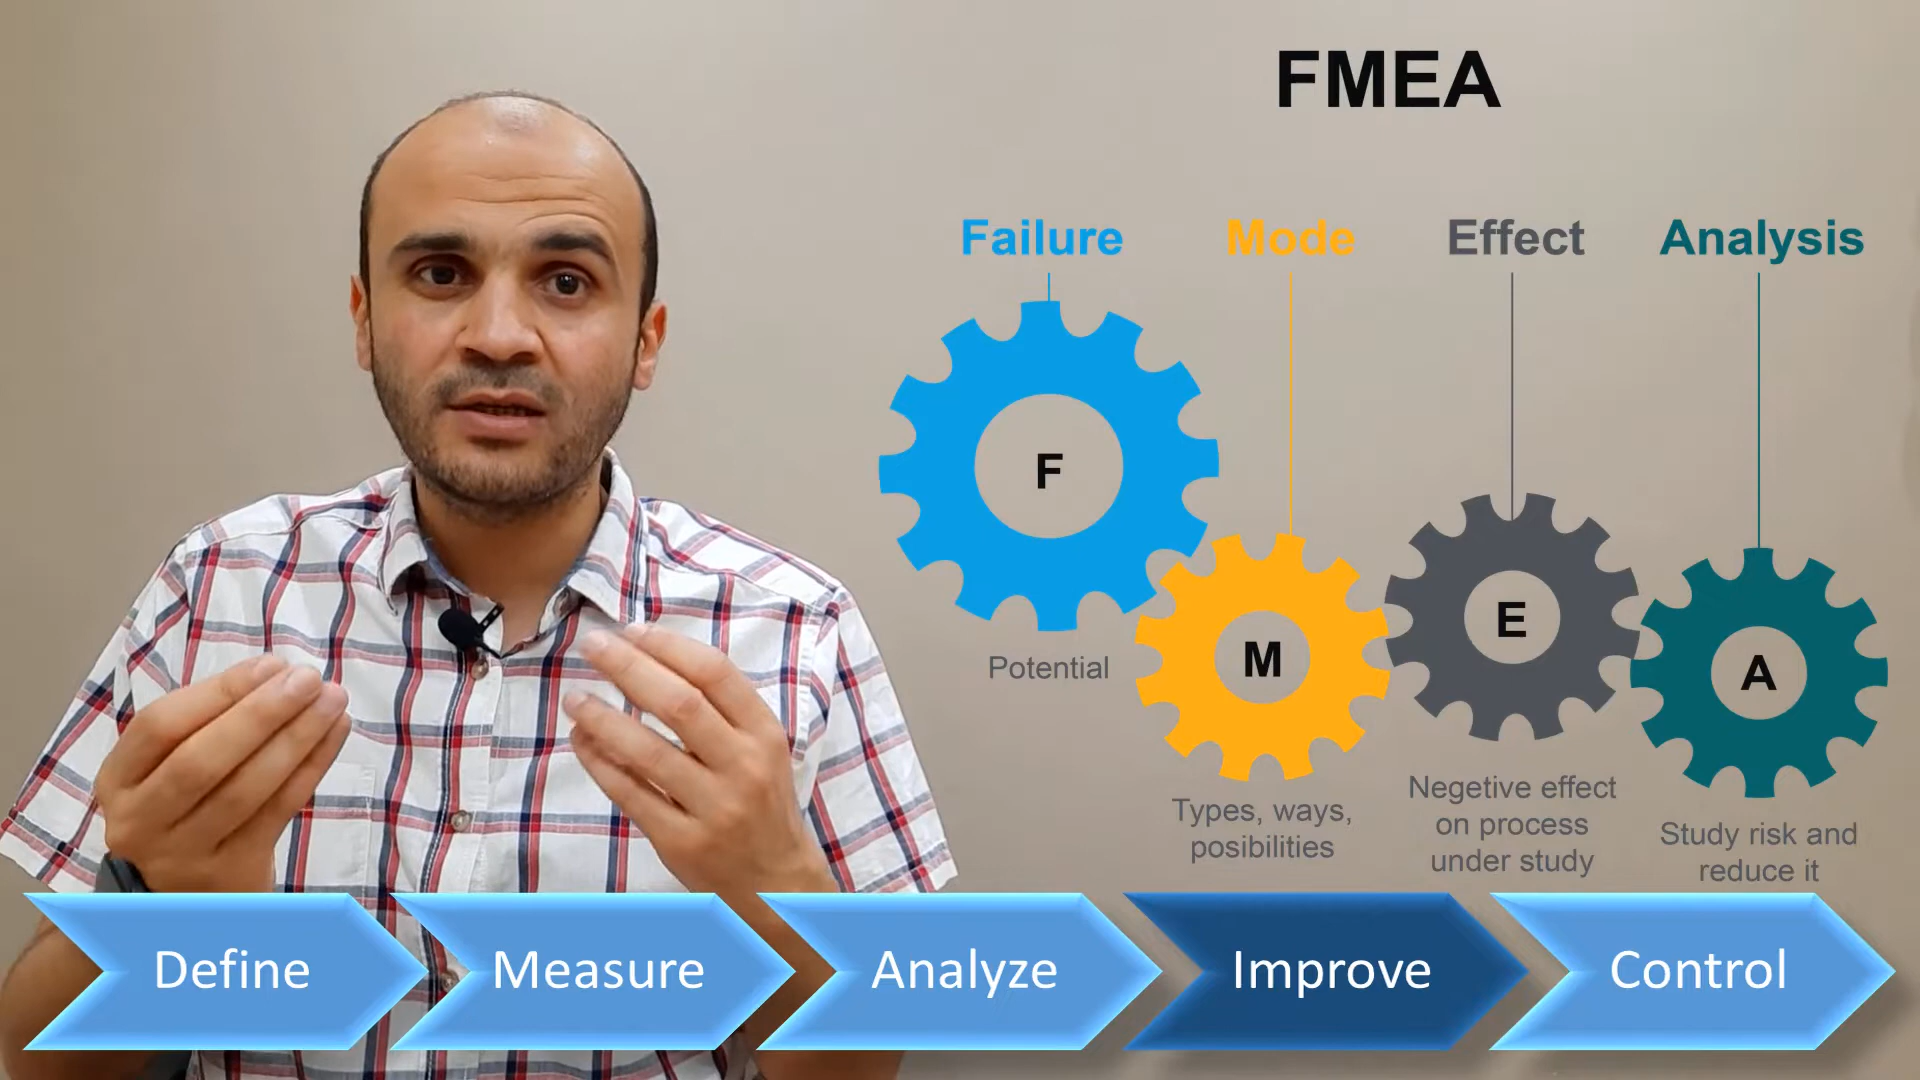 FMEA
Failure Mode Effect Analysis
F
M
E
A
Potential
Types, ways,
posibilities
Negetive effect
on process
under study
Study risk and
reduce it
Define Measure Analyze Improve Control